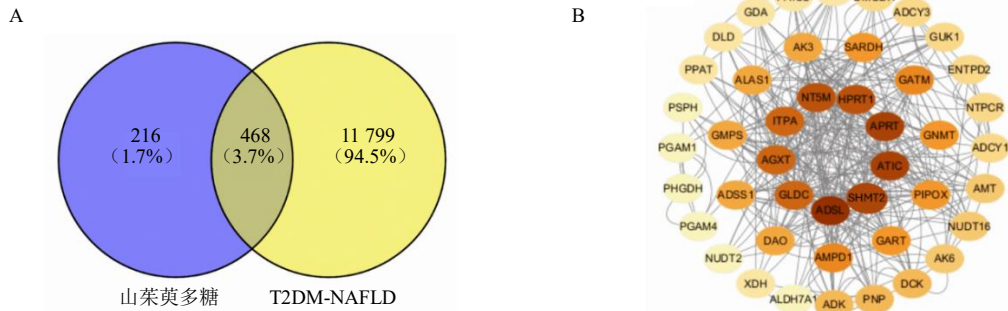 A
B
216
（1.7%）
468
（3.7%）
11 799
（94.5%）
山茱萸多糖
T2DM-NAFLD
GDA
ADCY3
DLD
AK3
SARDH
GUK1
PPAT
ALAS1
GATM
ENTPD2
NT5M
HPRT1
PSPH
ITPA
APRT
NTPCR
GMPS
GNMT
PGAM1
AGXT
ATIC
ADCY1
PHGDH
ADSS1
GLDC
SHMT2
PIPOX
AMT
ADSL
PGAM4
DAO
GART
NUDT16
NUDT2
AMPD1
AK6
XDH
ALDH7A1
ADK
PNP
DCK